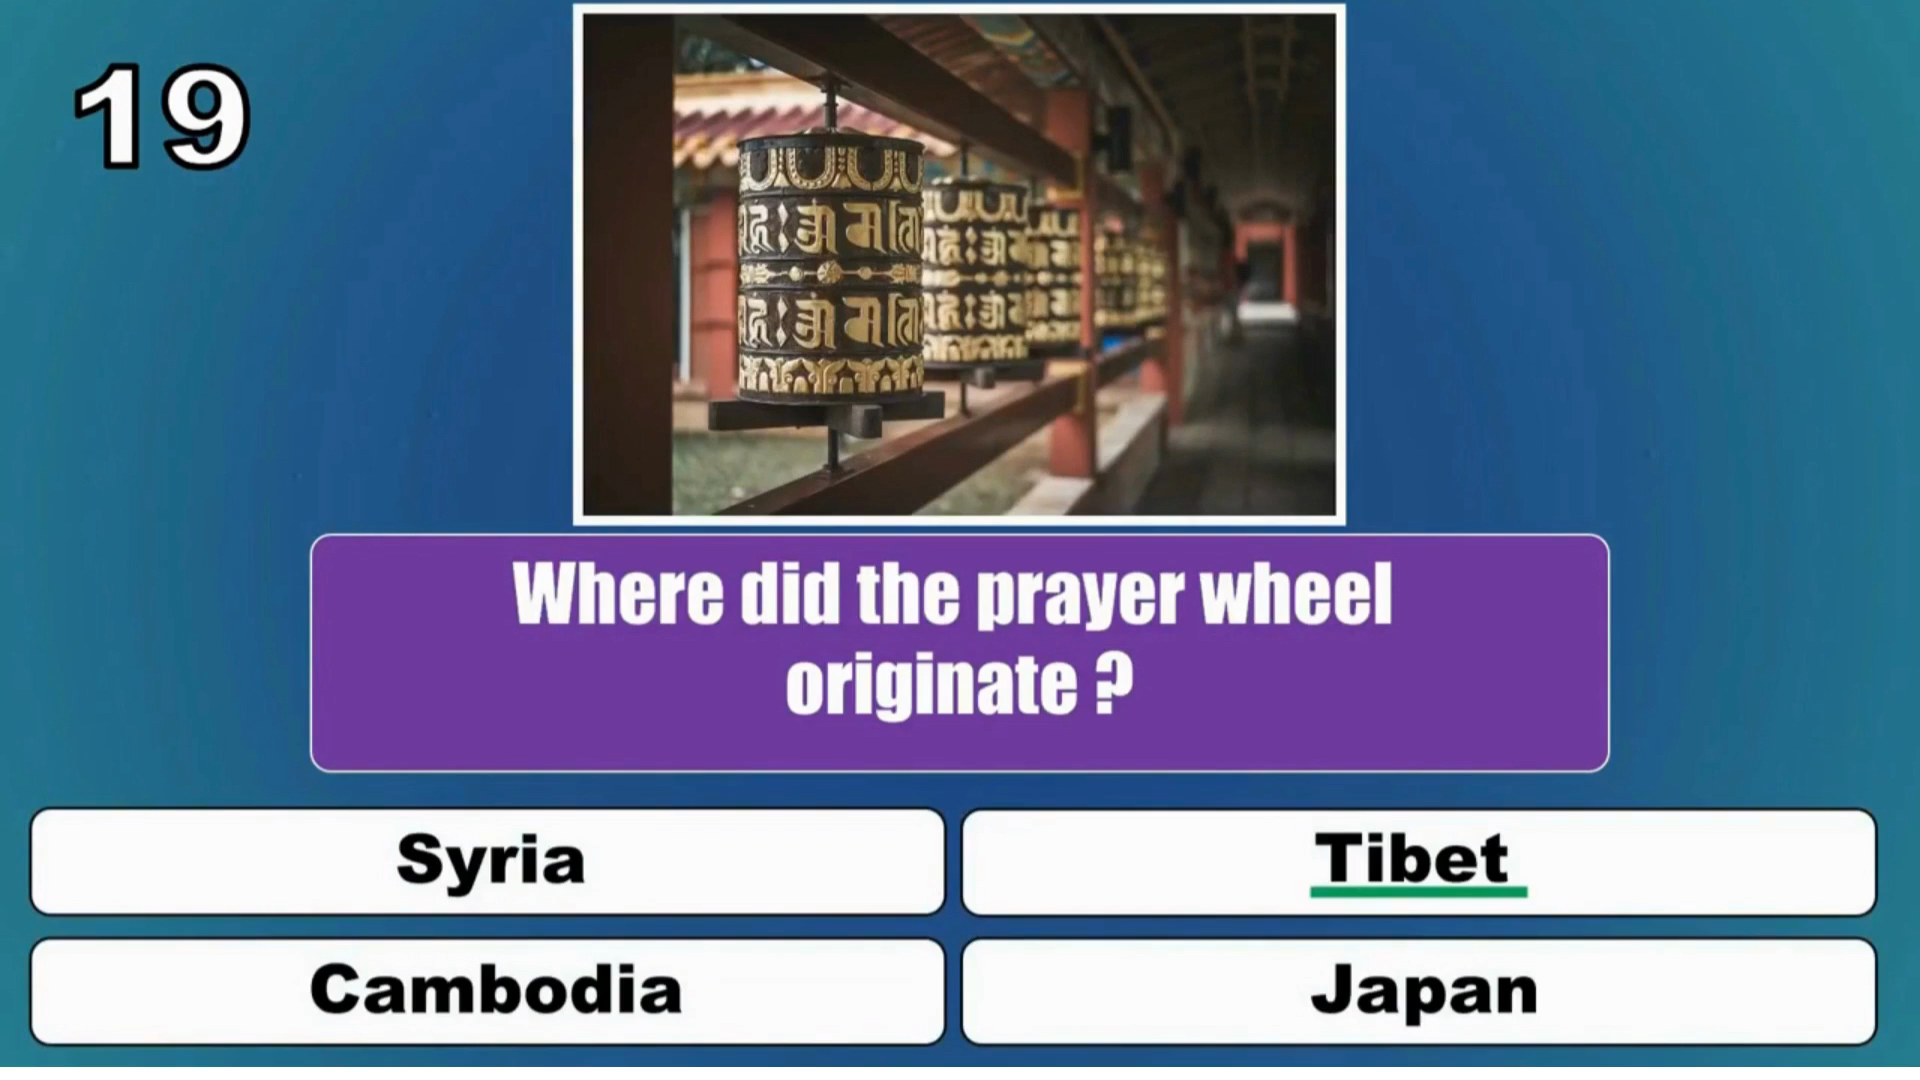 19
Where did the prayer wheel
originate ?
Syria
Tibet
Cambodia
Japan